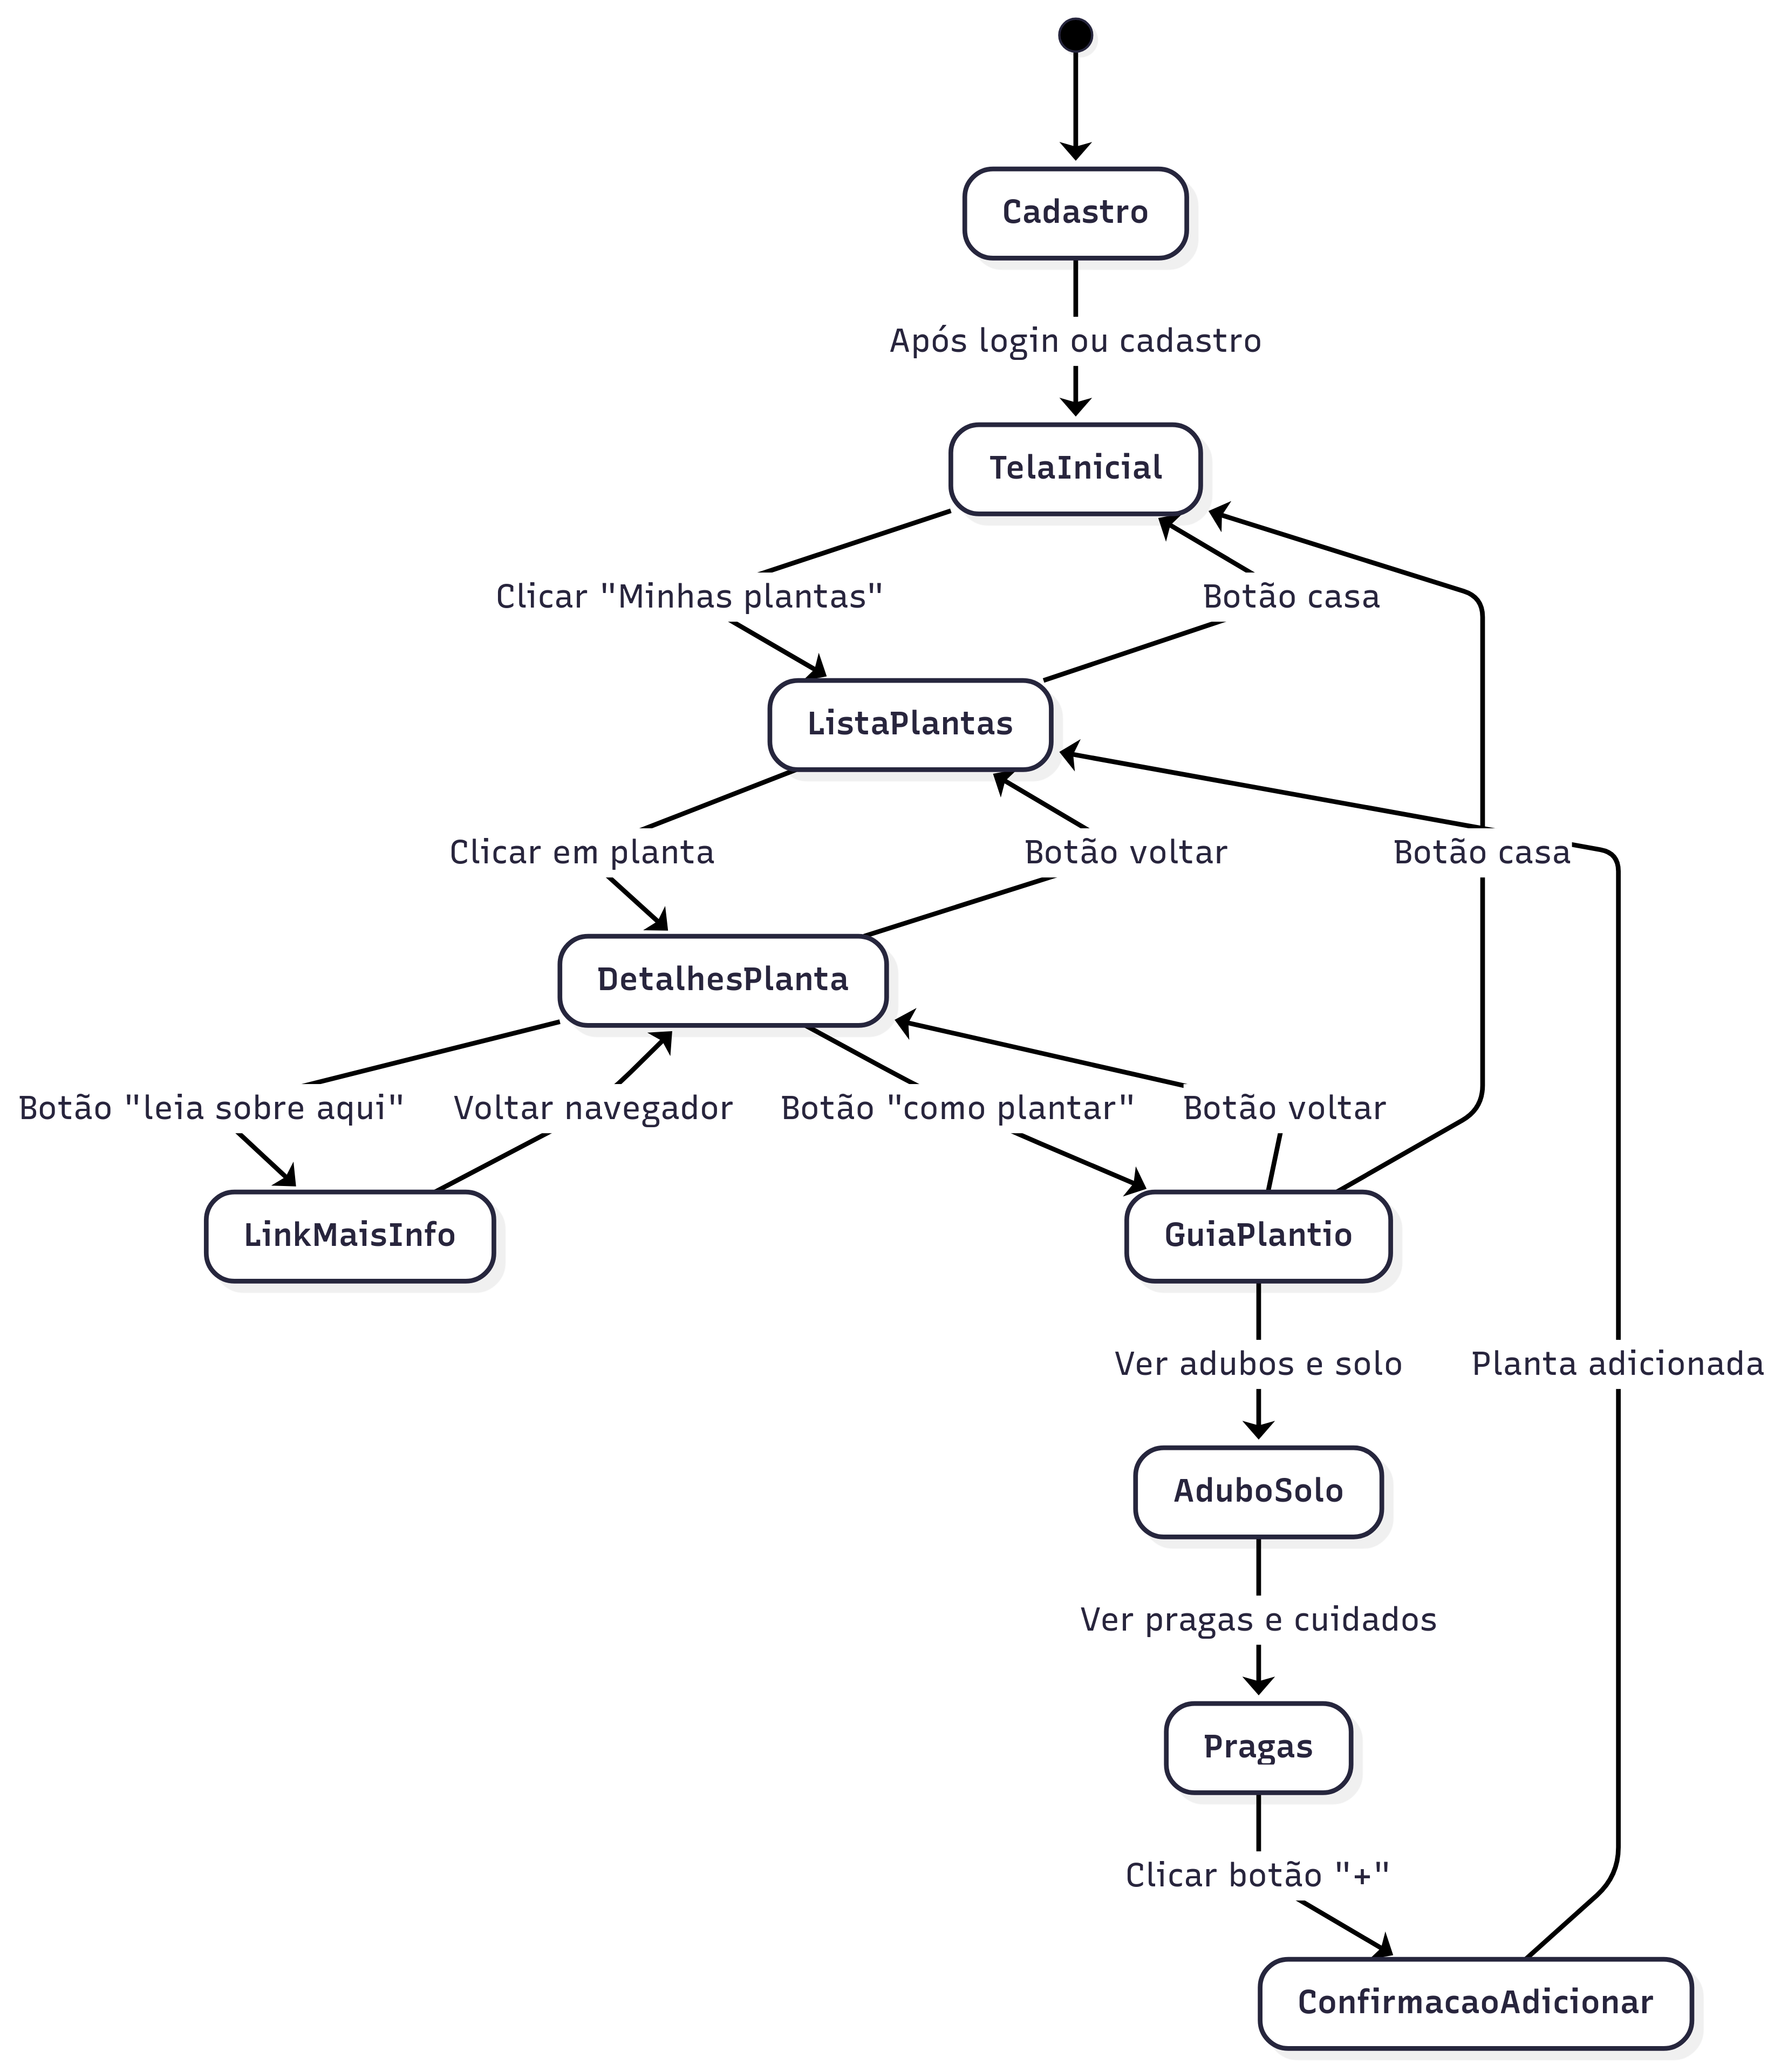 Cadastro
Após login ou cadastro
TelaInicial
Clicar "Minhas plantas"
Botão casa
ListaPlantas
Clicar em planta
Botão voltar
Botão casa
DetalhesPlanta
Botão "leia sobre aqui"
Voltar navegador
Botão "como plantar"
Botão voltar
LinkMaisInfo
GuiaPlantio
Ver adubos e solo
Planta adicionada
AduboSolo
Ver pragas e cuidados
Pragas
Clicar botão "+"
ConfirmacaoAdicionar